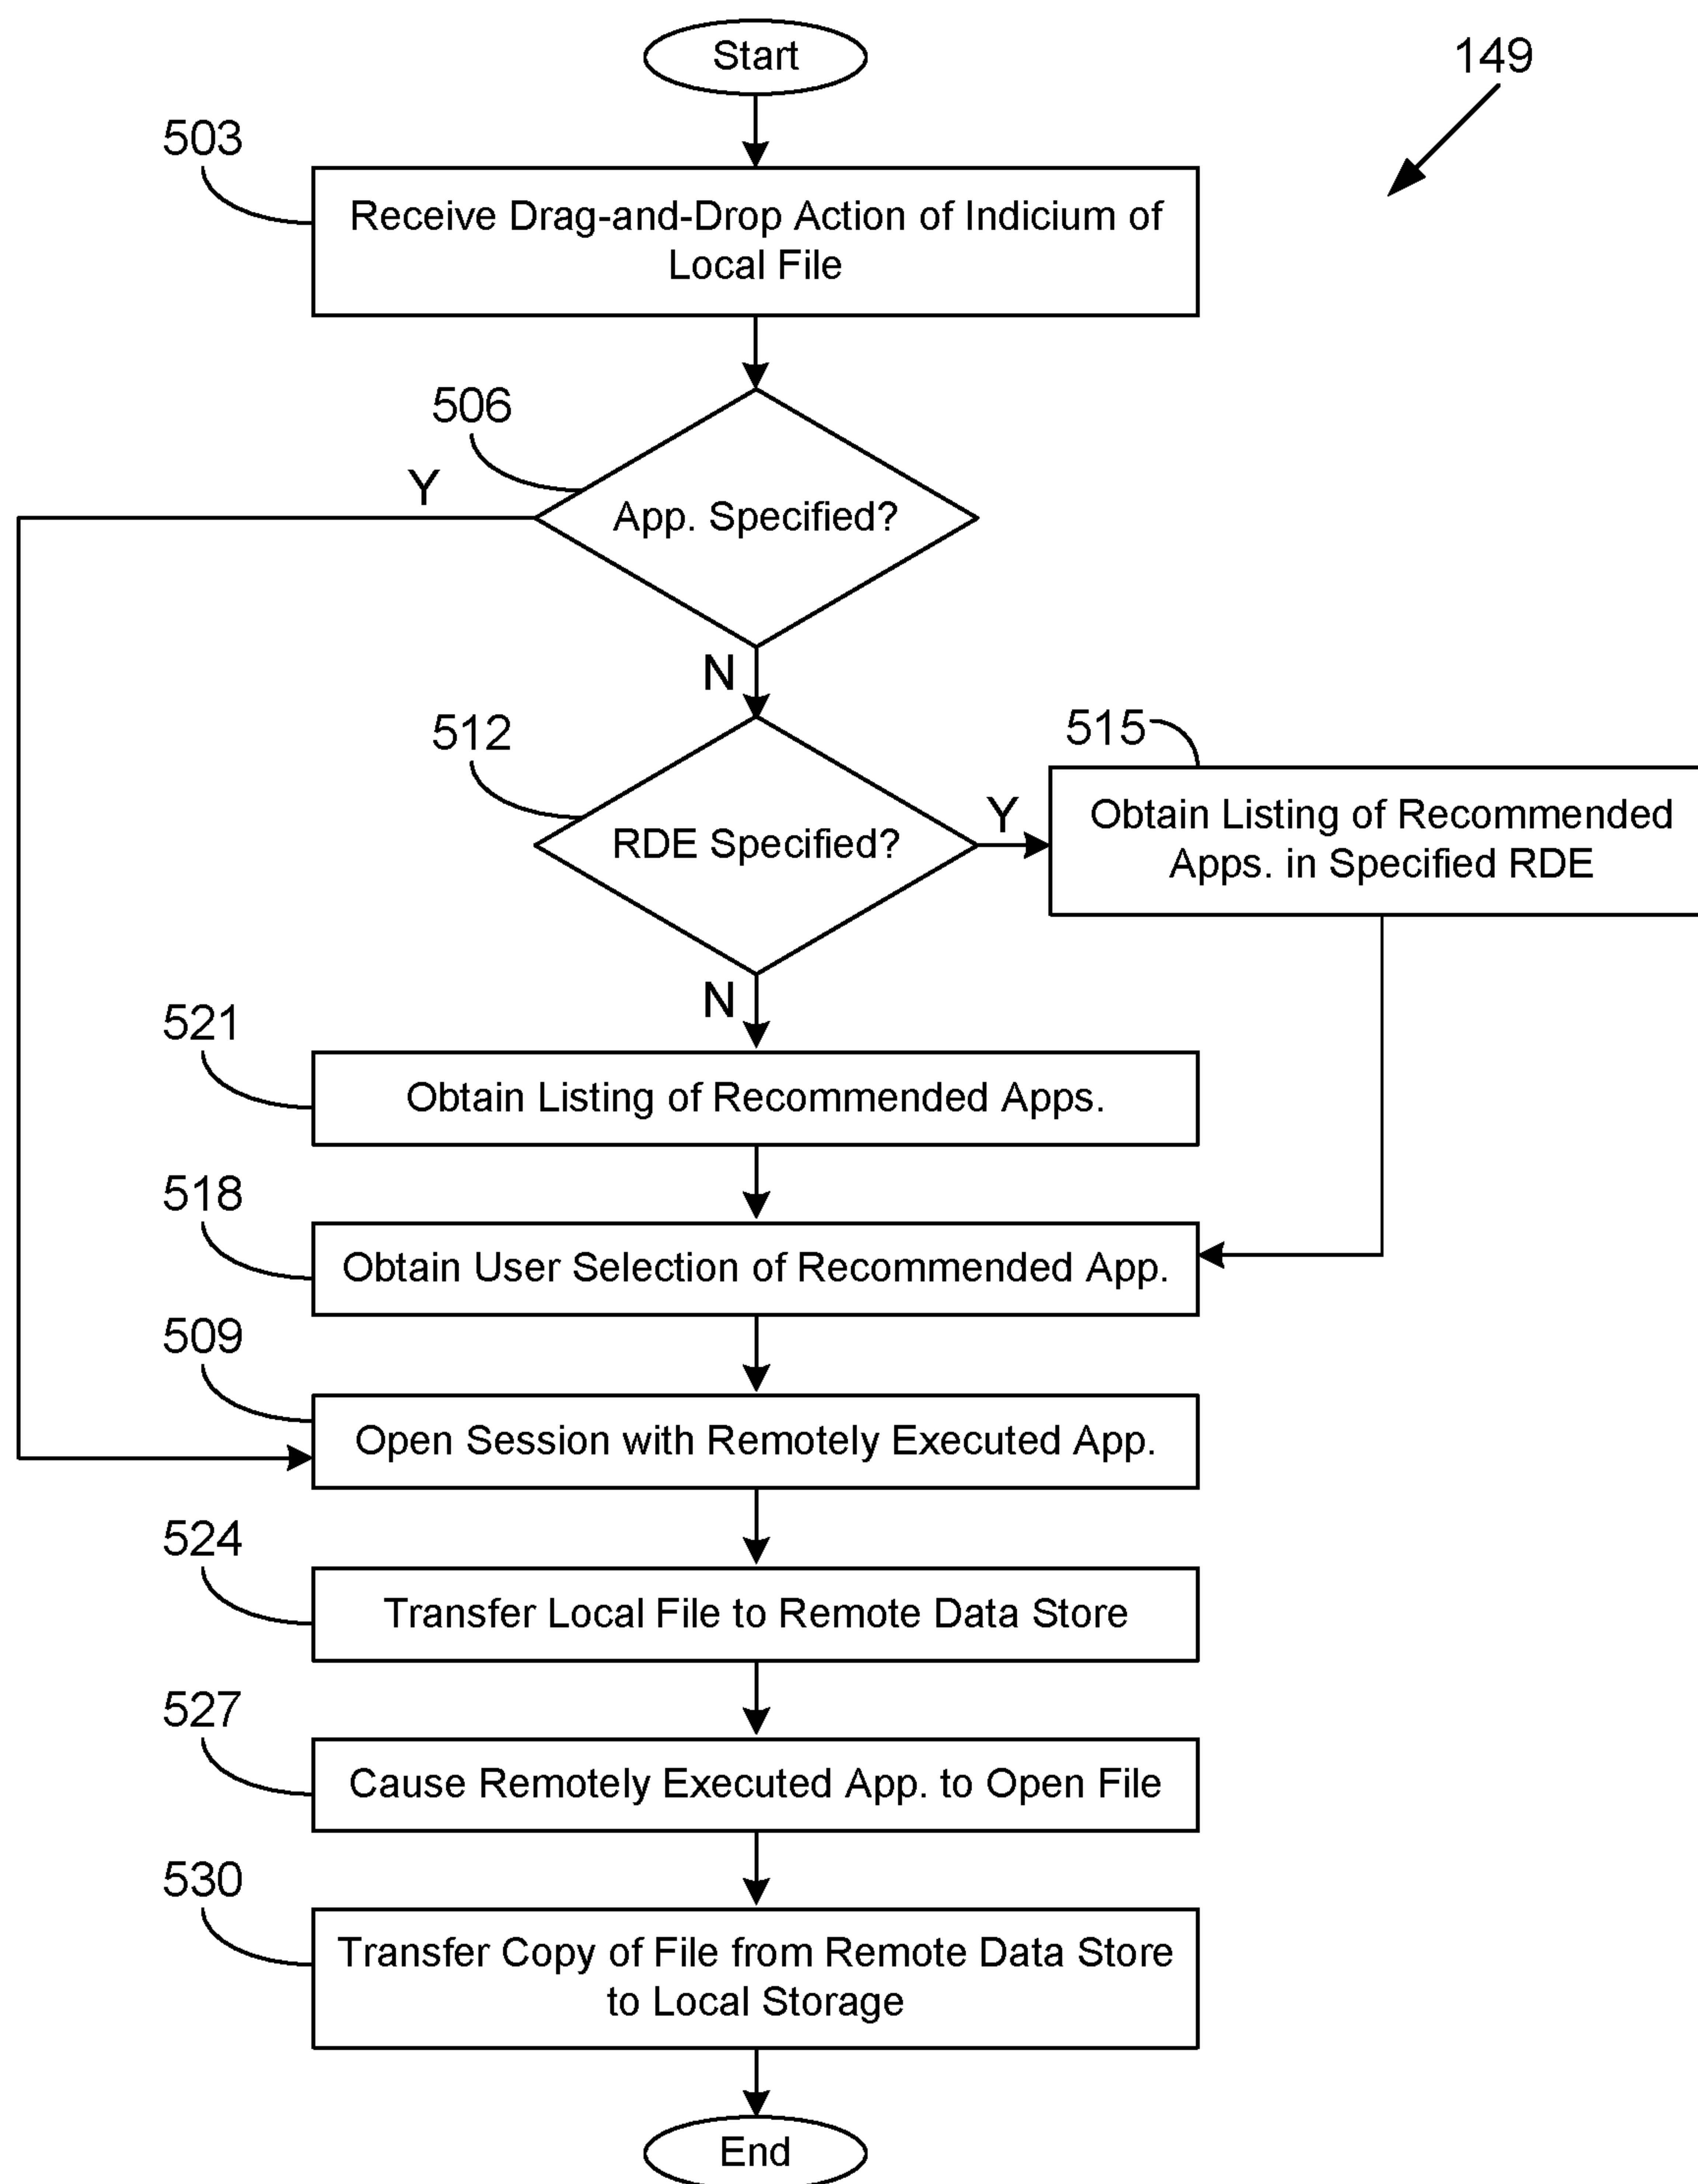 Start
149
503
Receive Drag-and-Drop Action of Indicium of
Local File
506
Y
App. Specified?
N
512
515
RDE Specified?
Y
Obtain Listing of Recommended
Apps. in Specified RDE
N
521
Obtain Listing of Recommended Apps.
518
Obtain User Selection of Recommended App.
509
Open Session with Remotely Executed App.
524
Transfer Local File to Remote Data Store
527
Cause Remotely Executed App. to Open File
530
Transfer Copy of File from Remote Data Store
to Local Storage
End